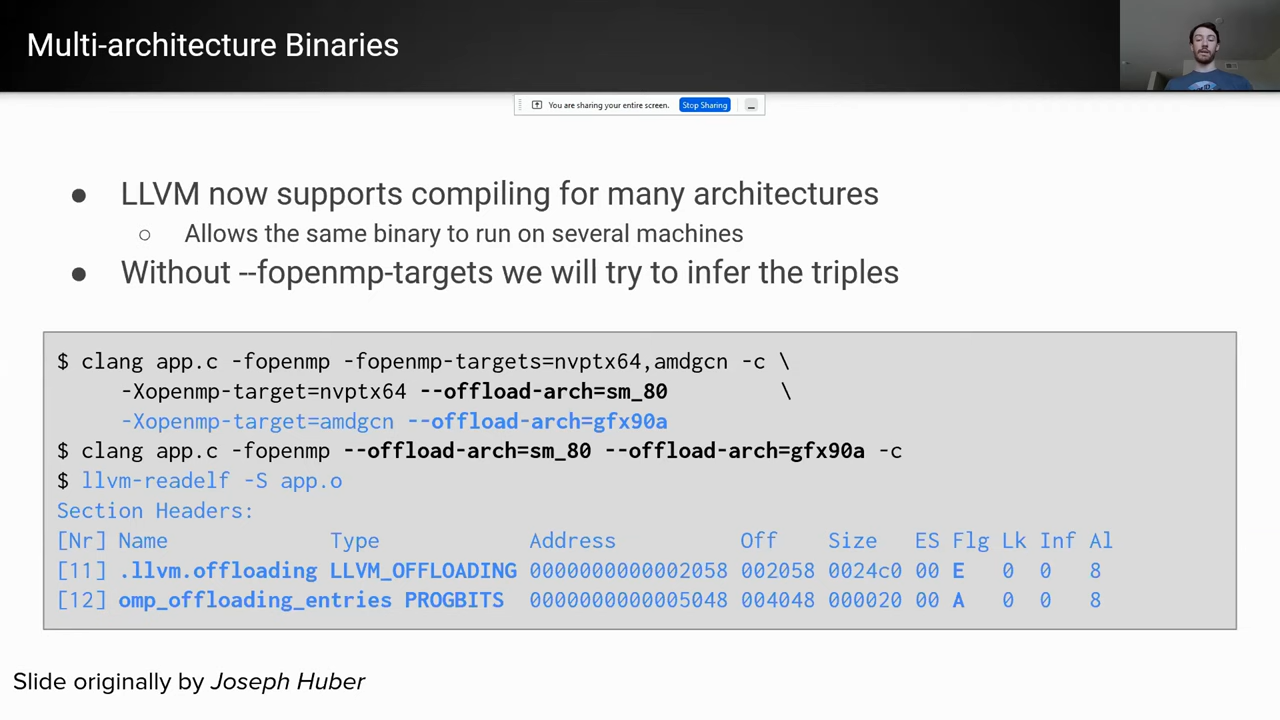 Multi-architecture Binaries
You are sharing your entire screen. Stop Sharing
● LLVM now supports compiling for many architectures
○ Allows the same binary to run on several machines
● Without --fopenmp-targets we will try to infer the triples
$ clang app.c -fopenmp -fopenmp-targets=nvptx64,amdgcn -c \
-Xopenmp-target=nvptx64 --offload-arch=sm_80 \
-Xopenmp-target=amdgcn --offload-arch=gfx90a
$ clang app.c -fopenmp --offload-arch=sm_80 --offload-arch=gfx90a -c
$ llvm-readelf -S app.o
Section Headers:
[Nr] Name Type Address Off Size ES Flg Lk Inf Al
[11] .llvm.offloading LLVM_OFFLOADING 0000000000002058 002058 0024c0 00 E 0 0 8
[12] omp_offloading_entries PROGBITS 0000000000005048 004048 000020 00 A 0 0 8
Slide originally by Joseph Huber